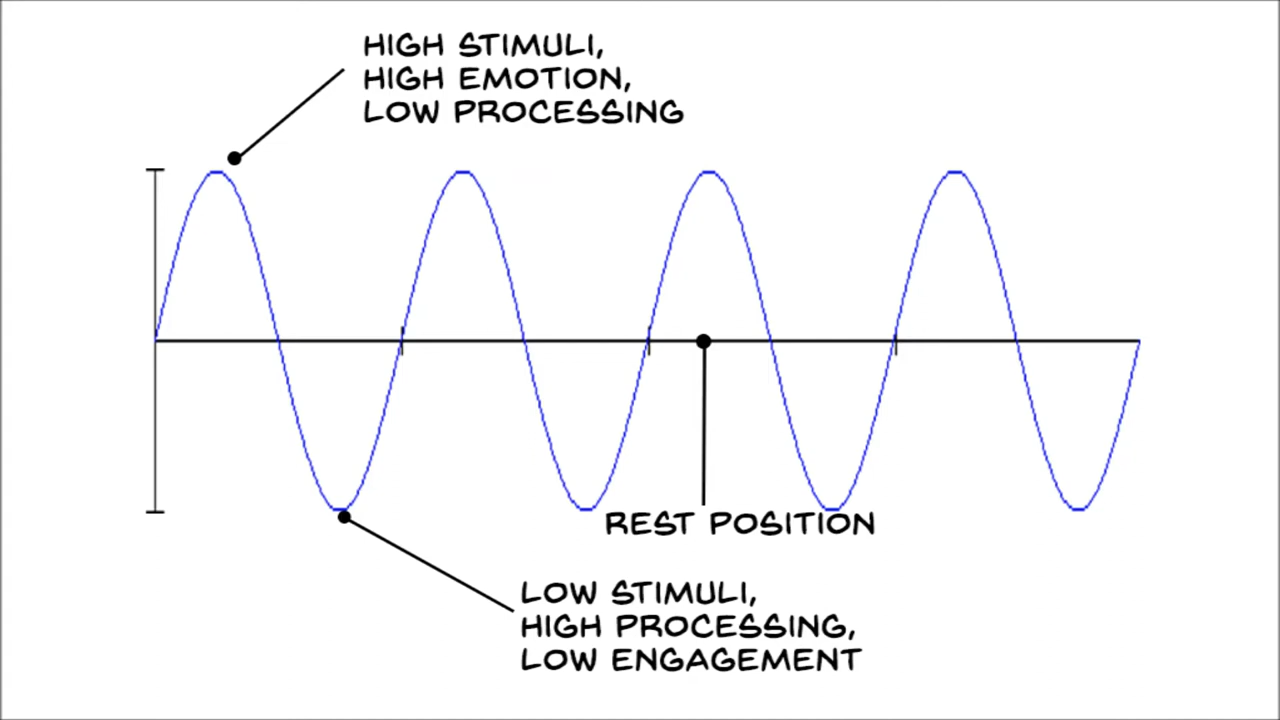 HIGH STIMULI,
HIGH EMOTION,
LOW PROCESSING
REST POSITION
LOW STIMULI,
HIGH PROCESSING,
LOW ENGAGEMENT